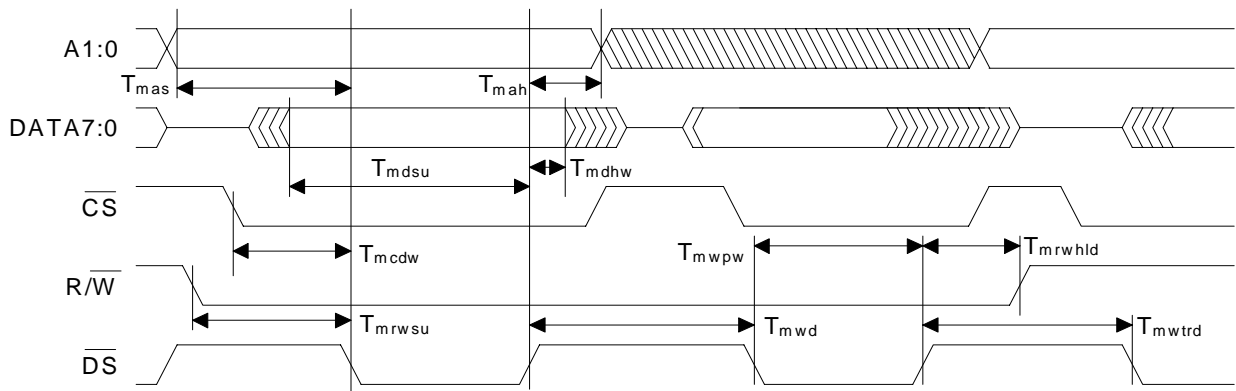 A1:0
Tmas
Tmah
DATA7:0
Tmdsu
Tmdhw
CS
Tmcdw
Tmwpw
Tmrwhld
R/W
Tmrwsu
Tmwd
Tmwtrd
DS